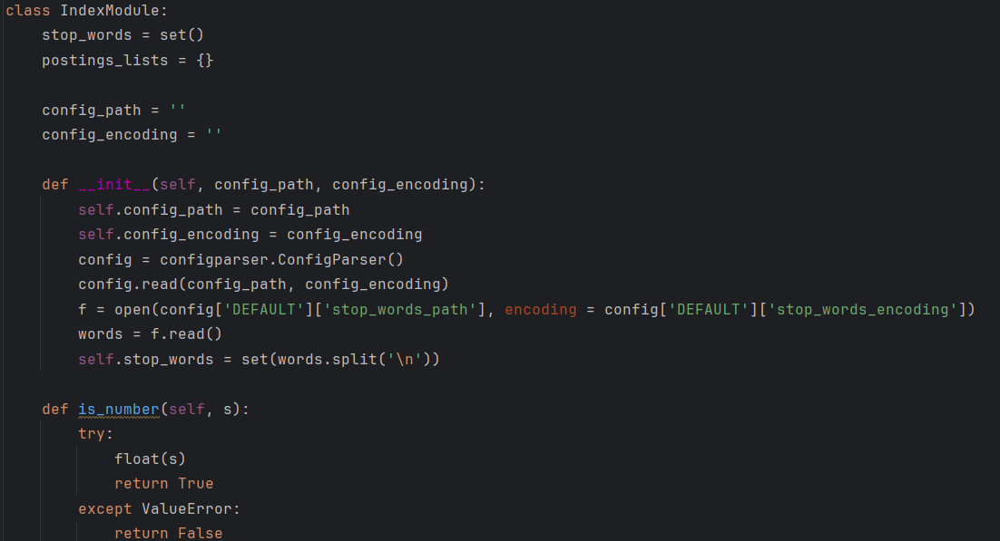 class IndexModule:
    stop_words = set()
    postings_lists = {}

    config_path = ''
    config_encoding = ''

    def __init__(self, config_path, config_encoding):
        self.config_path = config_path
        self.config_encoding = config_encoding
        config = configparser.ConfigParser()
        config.read(config_path, config_encoding)
        f = open(config['DEFAULT']['stop_words_path'], encoding = config['DEFAULT']['stop_words_encoding'])
        words = f.read()
        self.stop_words = set(words.split('\n'))

    def is_number(self, s):
        try:
            float(s)
            return True
        except ValueError:
            return False